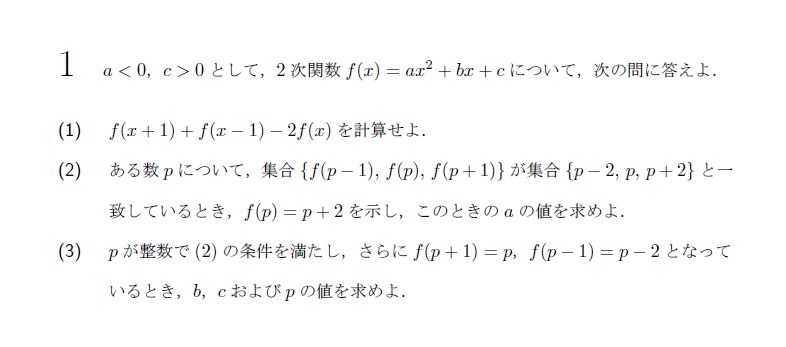 1 a < 0, c > 0 として, 2 次関数 f(x) = ax² + bx + c について, 次の問に答えよ.
(1) f(x + 1) + f(x − 1) − 2f(x) を計算せよ.
(2) ある数 p について, 集合 {f(p − 1), f(p), f(p + 1)} が集合 {p − 2, p, p + 2} と一
致しているとき, f(p) = p + 2 を示し, このときの a の値を求めよ.
(3) p が整数で (2) の条件を満たし, さらに f(p + 1) = p, f(p − 1) = p − 2 となって
いるとき, b, c および p の値を求めよ.